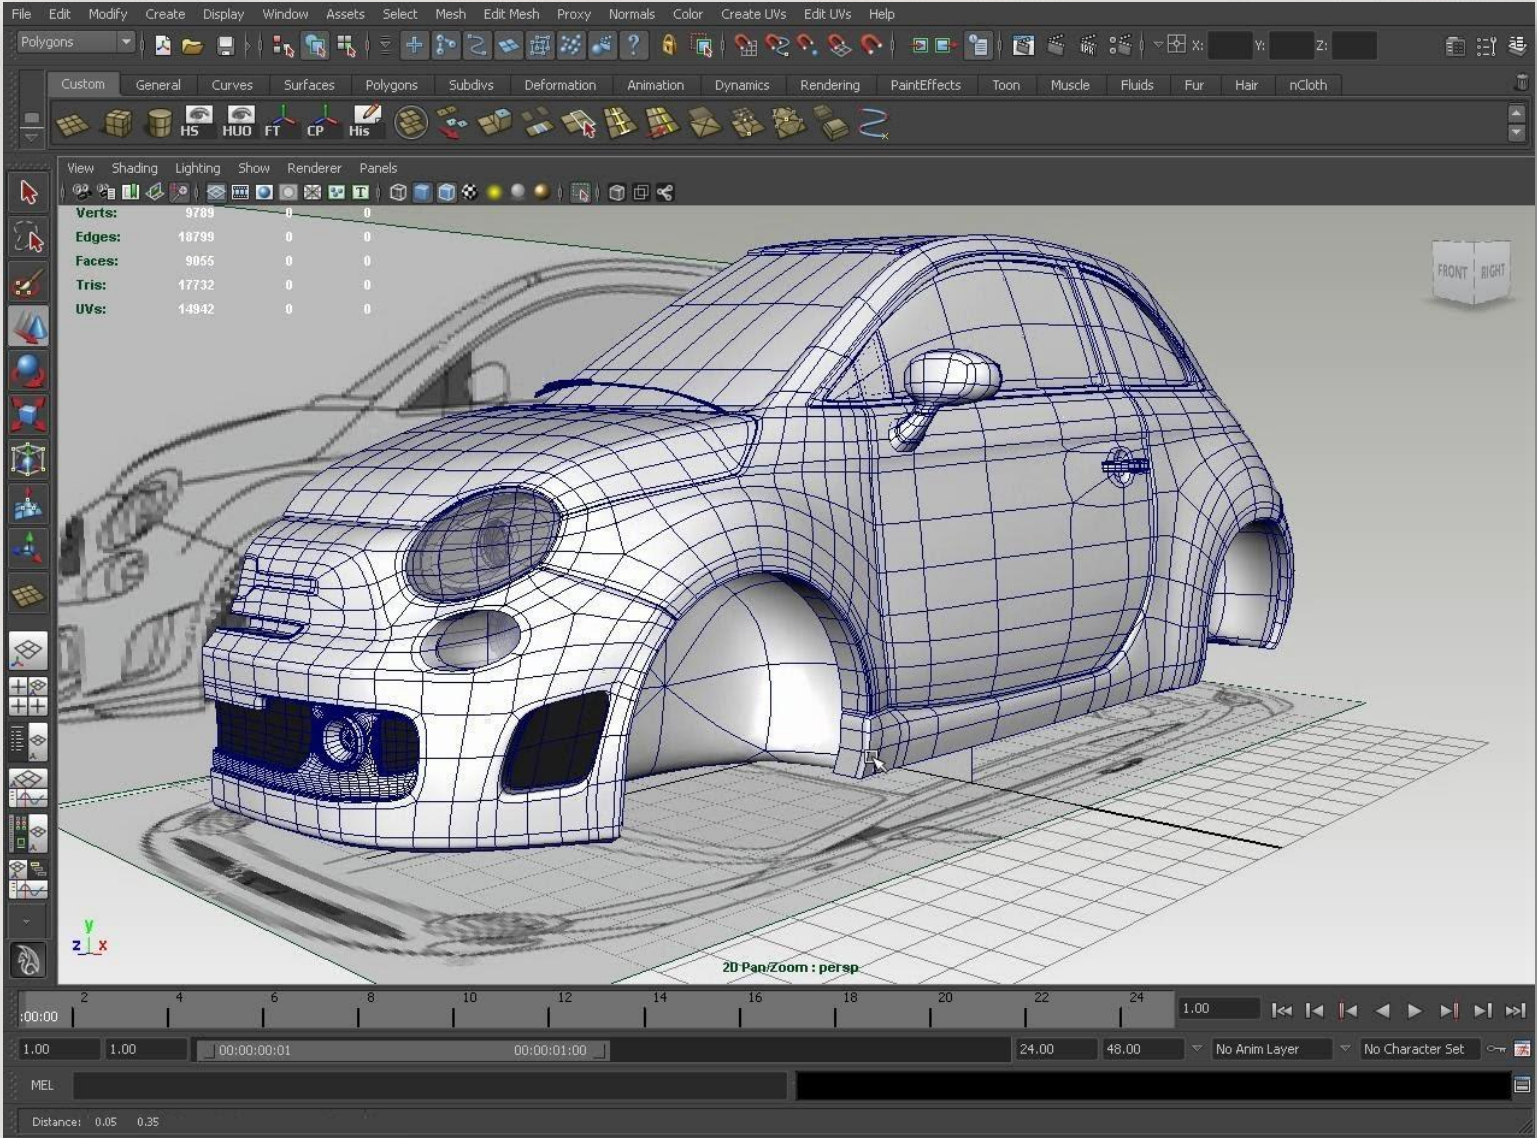 File Edit Modify Create Display Window Assets Select Mesh Edit Mesh Proxy Normals Color Create UVs Edit UVs Help
Polygons X: Y: Z:
Custom General Curves Surfaces Polygons Subdivs Deformation Animation Dynamics Rendering PaintEffects Toon Muscle Fluids Fur Hair nCloth
HS HUO FT CP His
View Shading Lighting Show Renderer Panels
Verts: 9789 0 0
Edges: 18799 0 0
Faces: 9055 0 0
Tris: 17732 0 0
UVs: 14942 0 0
FRONT RIGHT
y
z x
2D Pan/Zoom : persp
2 4 6 8 10 12 14 16 18 20 22 24
:00:00 1.00
1.00 1.00 00:00:00:01 00:00:01:00 24.00 48.00 No Anim Layer No Character Set
MEL
Distance: 0.05 0.35